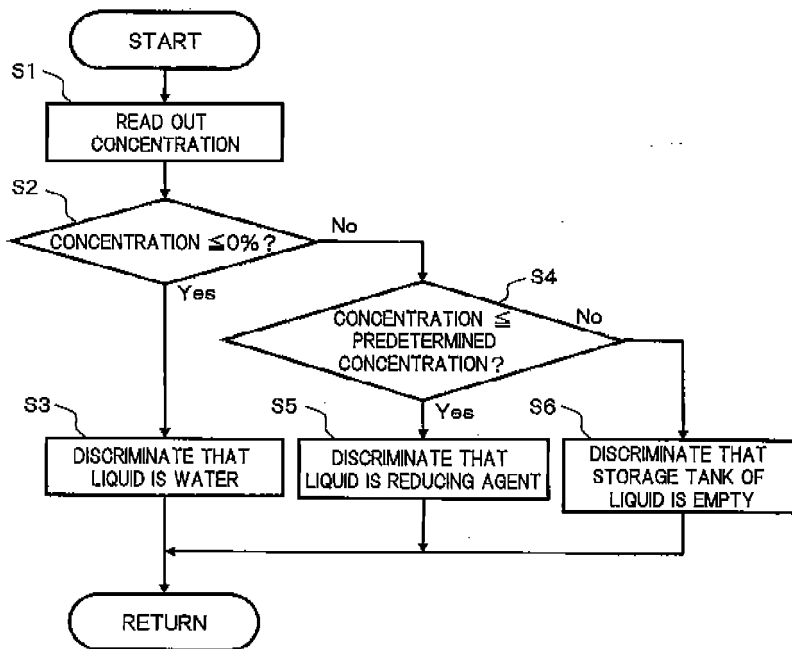 START
S1
READ OUT
CONCENTRATION
S2
CONCENTRATION ≦0%?
No
Yes
S4
CONCENTRATION ≦
PREDETERMINED
CONCENTRATION?
No
Yes
S3
DISCRIMINATE THAT
LIQUID IS WATER
S5
DISCRIMINATE THAT
LIQUID IS REDUCING AGENT
S6
DISCRIMINATE THAT
STORAGE TANK OF
LIQUID IS EMPTY
RETURN